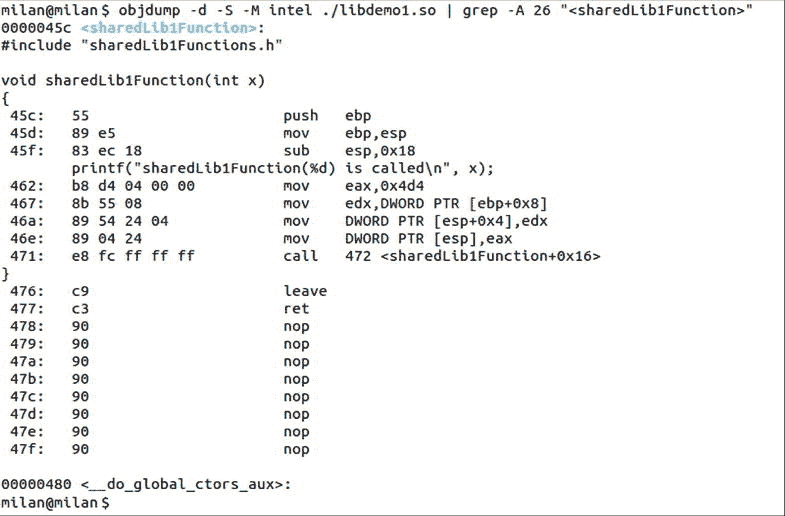 milan@milan$ objdump -d -S -M intel ./libdemo1.so | grep -A 26 "<sharedLib1Function>"
0000045c <sharedLib1Function>:
#include "sharedLib1Functions.h"

void sharedLib1Function(int x)
{
 45c:   55                      push   ebp
 45d:   89 e5                   mov    ebp,esp
 45f:   83 ec 18                sub    esp,0x18
        printf("sharedLib1Function(%d) is called\n", x);
 462:   b8 d4 04 00 00          mov    eax,0x4d4
 467:   8b 55 08                mov    edx,DWORD PTR [ebp+0x8]
 46a:   89 54 24 04             mov    DWORD PTR [esp+0x4],edx
 46e:   89 04 24                mov    DWORD PTR [esp],eax
 471:   e8 fc ff ff ff          call   472 <sharedLib1Function+0x16>
}
 476:   c9                      leave
 477:   c3                      ret
 478:   90                      nop
 479:   90                      nop
 47a:   90                      nop
 47b:   90                      nop
 47c:   90                      nop
 47d:   90                      nop
 47e:   90                      nop
 47f:   90                      nop

00000480 <__do_global_ctors_aux>:
milan@milan$